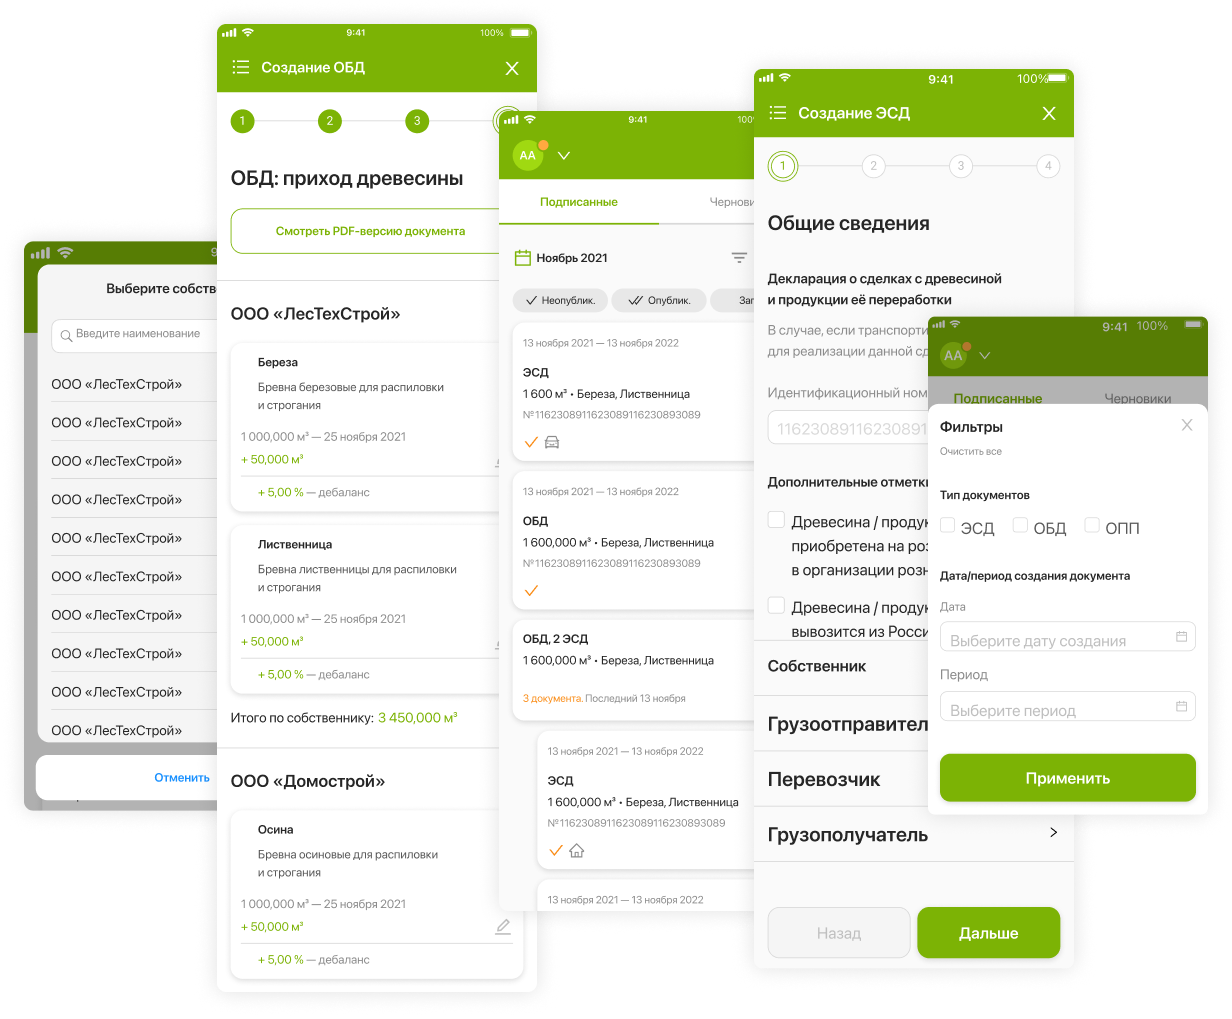 9
Выберите собств
Введите наименование
ООО «ЛесТехСтрой»
ООО «ЛесТехСтрой»
ООО «ЛесТехСтрой»
ООО «ЛесТехСтрой»
ООО «ЛесТехСтрой»
ООО «ЛесТехСтрой»
ООО «ЛесТехСтрой»
ООО «ЛесТехСтрой»
ООО «ЛесТехСтрой»
ООО «ЛесТехСтрой»
Отменить
9:41 100%
Создание ОБД
1 2 3
ОБД: приход древесины
Смотреть PDF-версию документа
ООО «ЛесТехСтрой»
Береза
Бревна березовые для распиловки
и строгания
1 000,000 м³ — 25 ноября 2021
+ 50,000 м³
+ 5,00 % — дебаланс
Лиственница
Бревна лиственницы для распиловки
и строгания
1 000,000 м³ — 25 ноября 2021
+ 50,000 м³
+ 5,00 % — дебаланс
Итого по собственнику: 3 450,000 м³
ООО «Домострой»
Осина
Бревна осиновые для распиловки
и строгания
1 000,000 м³ — 25 ноября 2021
+ 50,000 м³
+ 5,00 % — дебаланс
9:41 100
АА
Подписанные Чернови
Ноябрь 2021
Неопублик. Опублик. Заг
13 ноября 2021 — 13 ноября 2022
ЭСД
1 600 м³ • Береза, Лиственница
№1162308911623089116230893089
13 ноября 2021 — 13 ноября 2022
ОБД
1 600,000 м³ • Береза, Лиственница
№1162308911623089116230893089
ОБД, 2 ЭСД
1 600,000 м³ • Береза, Лиственница
3 документа. Последний 13 ноября
13 ноября 2021 — 13 ноября 2022
ЭСД
1 600,000 м³ • Береза, Лиственница
№1162308911623089116230893089
13 ноября 2021 — 13 ноября 2022
9:41 100%
Создание ЭСД
1 2 3 4
Общие сведения
Декларация о сделках с древесиной
и продукции её переработки
В случае, если транспорти
для реализации данной сд
Идентификационный ном
1162308911623089
Дополнительные отметки
Древесина / продук
приобретена на роз
в организации розн
Древесина / продук
вывозится из Росси
Собственник
Грузоотправител
Перевозчик
Грузополучатель
Назад
Дальше
9:41 100%
АА
Подписанные Черновики
Фильтры
Очистить все
Тип документов
ЭСД ОБД ОПП
Дата/период создания документа
Дата
Выберите дату создания
Период
Выберите период
Применить